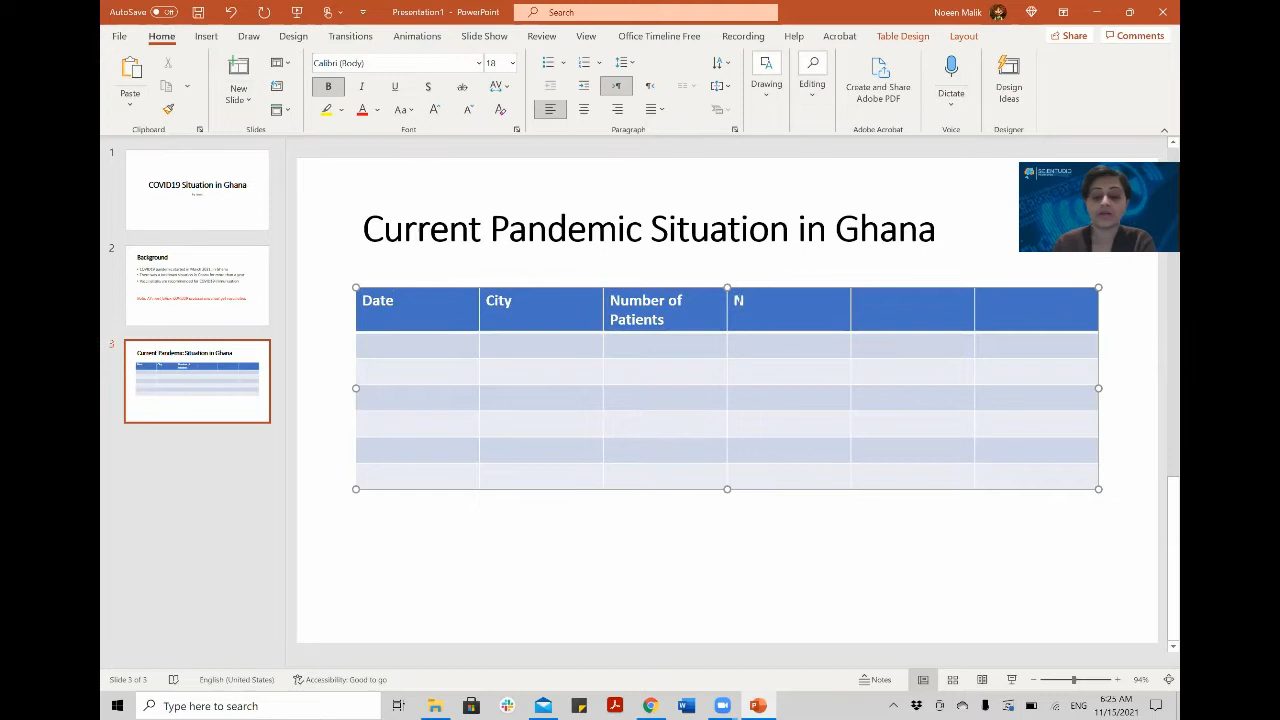 AutoSave Off
Presentation1 - PowerPoint
Search
Noeen Malik
File Home Insert Draw Design Transitions Animations Slide Show Review View Office Timeline Free Recording Help Acrobat Table Design Layout
Share Comments
Calibri (Body) 18
Paste
New
Slide
Drawing
Editing
Create and Share
Adobe PDF
Dictate
Design
Ideas
Clipboard Slides Font Paragraph Adobe Acrobat Voice Designer
1
COVID19 Situation in Ghana
2
Background
3
Current Pandemic Situation in Ghana
SCIENTUDIO
Current Pandemic Situation in Ghana
Date City Number of Patients N
Slide 3 of 3 English (United States) Accessibility: Good to go Notes 94%
Type here to search
6:25 AM
11/15/2021